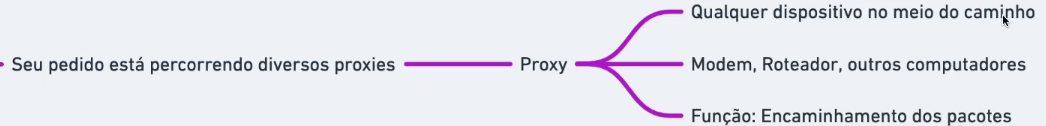 Qualquer dispositivo no meio do caminho
Seu pedido está percorrendo diversos proxies
Proxy
Modem, Roteador, outros computadores
Função: Encaminhamento dos pacotes